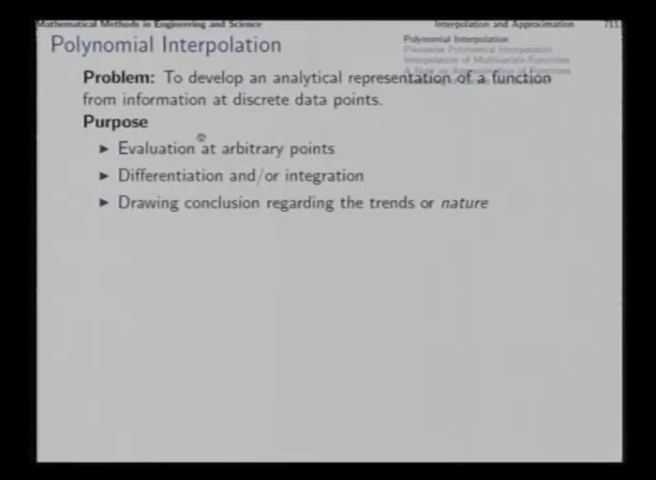 Mathematical Methods in Engineering and Science
Interpolation and Approximation
711
Polynomial Interpolation
Polynomial Interpolation
Piecewise Polynomial Interpolation
Interpolation of Multivariate Functions
A Note on Approximation of Functions
Problem: To develop an analytical representation of a function
from information at discrete data points.
Purpose
► Evaluation at arbitrary points
► Differentiation and/or integration
► Drawing conclusion regarding the trends or nature